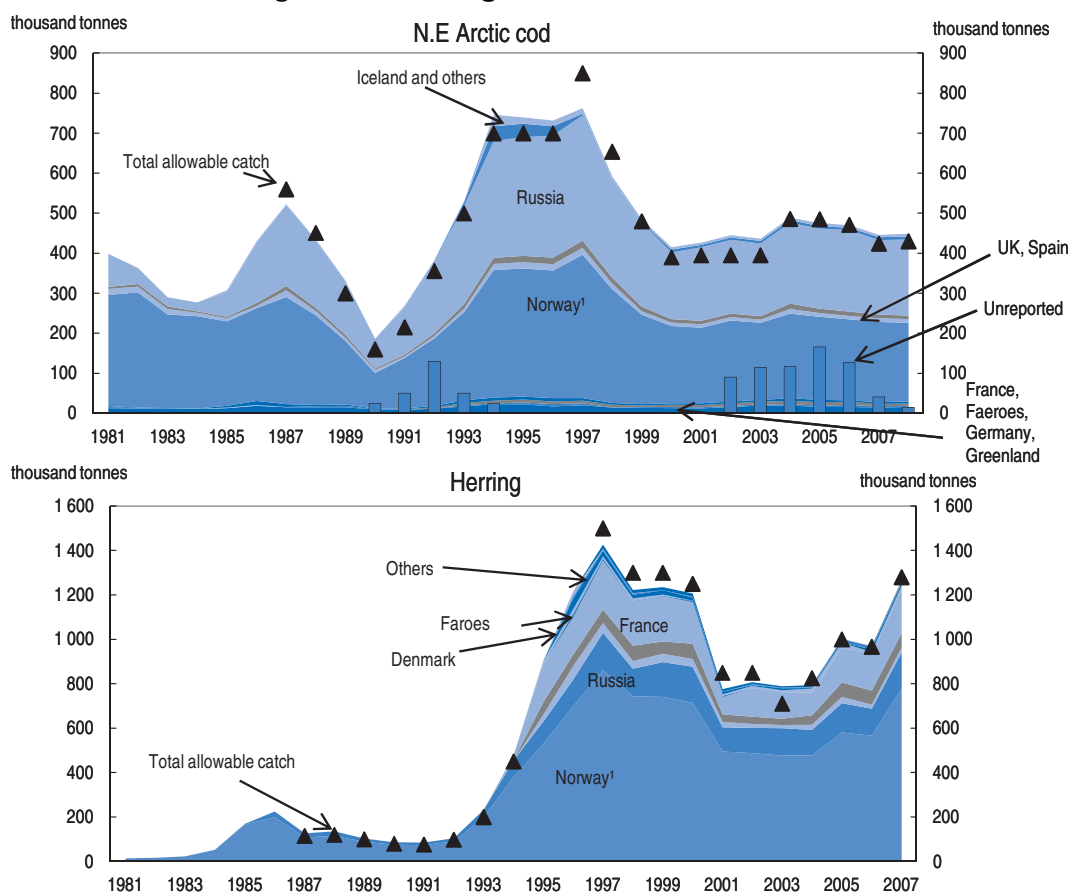 thousand tonnes
N.E Arctic cod
thousand tonnes
900 900
800 800
700 700
600 600
500 500
400 400
300 300
200 200
100 100
0 0
Iceland and others
Total allowable catch
Russia
Norway¹
UK, Spain
Unreported
France,
Faeroes,
Germany,
Greenland
1981 1983 1985 1987 1989 1991 1993 1995 1997 1999 2001 2003 2005 2007
thousand tonnes
Herring
thousand tonnes
1 600 1 600
1 400 1 400
1 200 1 200
1 000 1 000
800 800
600 600
400 400
200 200
0 0
Others
Faroes
Denmark
France
Russia
Total allowable catch
Norway¹
1981 1983 1985 1987 1989 1991 1993 1995 1997 1999 2001 2003 2005 2007